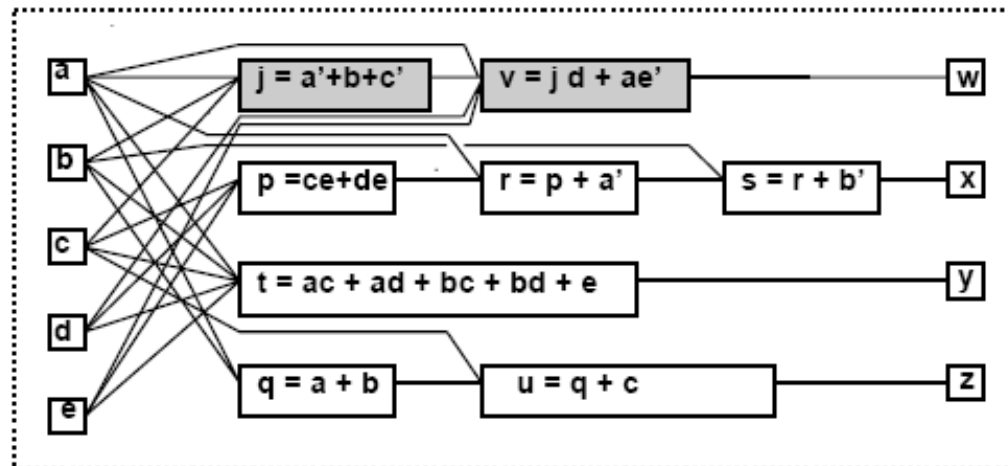 a
j = a'+b+c'
v = j d + ae'
w
b
p =ce+de
r = p + a'
s = r + b'
x
c
t = ac + ad + bc + bd + e
y
d
q = a + b
u = q + c
z
e